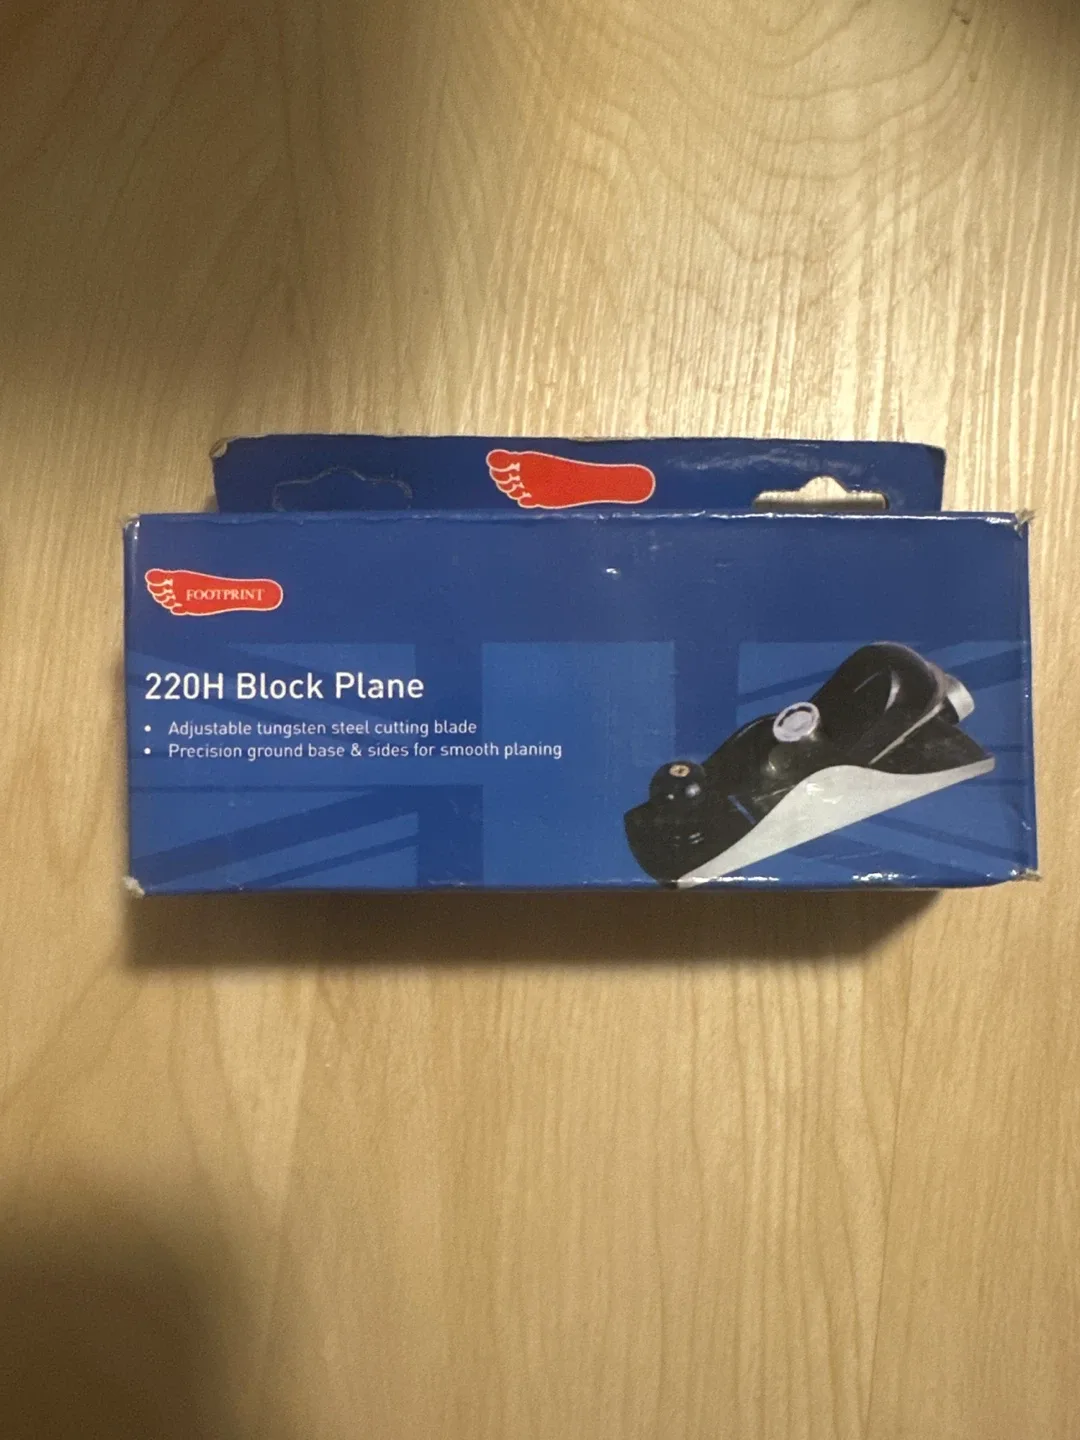 FOOTPRINT
220H Block Plane
• Adjustable tungsten steel cutting blade
• Precision ground base & sides for smooth planing